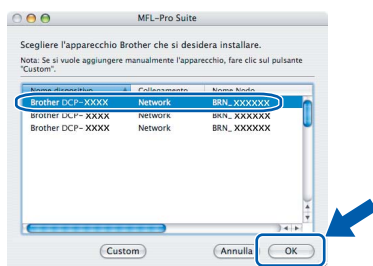 MFL-Pro Suite
Scegliere l'apparecchio Brother che si desidera installare.
Nota: Se si vuole aggiungere manualmente l'apparecchio, fare clic sul pulsante
"Custom".
Nome dispositivo Collegamento Nome Nodo
Brother DCP-XXXX Network BRN_XXXXXX
Brother DCP- XXXX Network BRN_XXXXXX
Brother DCP- XXXX Network BRN_XXXXXX
Custom Annulla OK